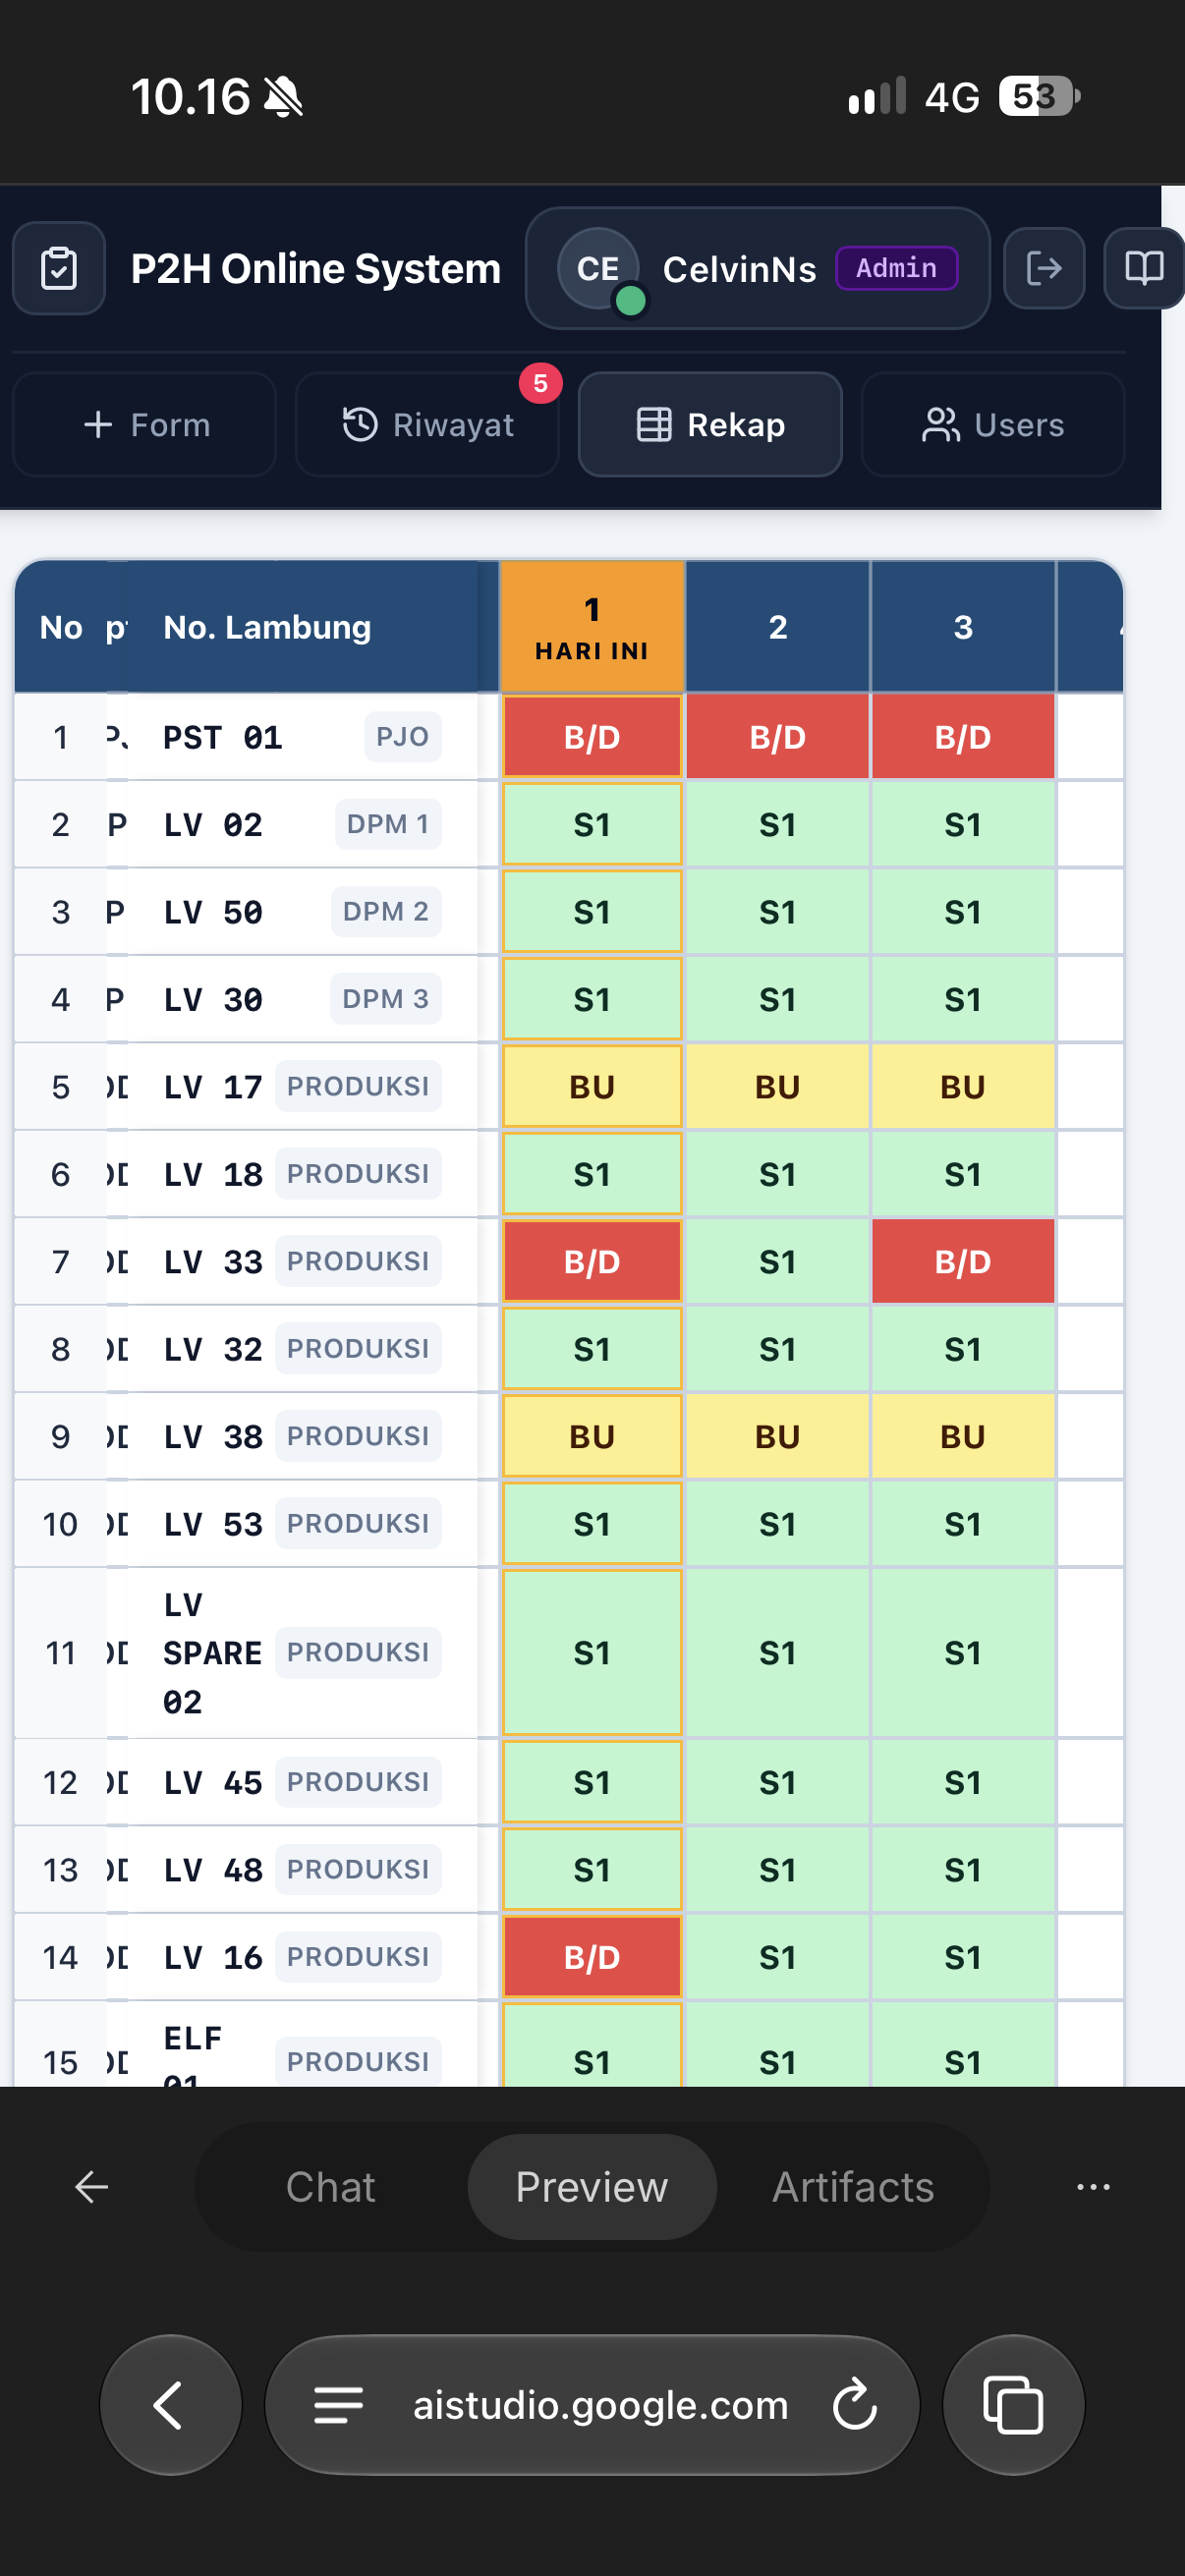 10.16
4G 53
P2H Online System CE CelvinNs Admin
Form Riwayat 5 Rekap Users
No No. Lambung 1 HARI INI 2 3
1 PST 01 PJO B/D B/D B/D
2 LV 02 DPM 1 S1 S1 S1
3 LV 50 DPM 2 S1 S1 S1
4 LV 30 DPM 3 S1 S1 S1
5 LV 17 PRODUKSI BU BU BU
6 LV 18 PRODUKSI S1 S1 S1
7 LV 33 PRODUKSI B/D S1 B/D
8 LV 32 PRODUKSI S1 S1 S1
9 LV 38 PRODUKSI BU BU BU
10 LV 53 PRODUKSI S1 S1 S1
11 LV SPARE 02 PRODUKSI S1 S1 S1
12 LV 45 PRODUKSI S1 S1 S1
13 LV 48 PRODUKSI S1 S1 S1
14 LV 16 PRODUKSI B/D S1 S1
15 ELF 01 PRODUKSI S1 S1 S1
Chat Preview Artifacts
aistudio.google.com